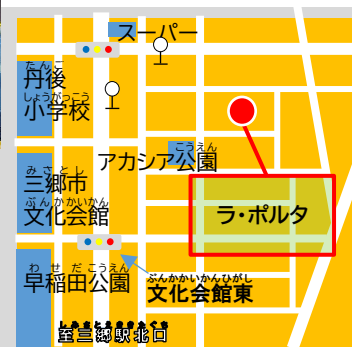 スーパー
たんご
丹後
しょうがっこう
小学校
こうえん
アカシア公園
みさとし
三郷市
ぶんかかいかん
文化会館
ラ・ポルタ
わせだこうえん
早稲田公園
ぶんかかいかんひがし
文化会館東
至三郷駅北口